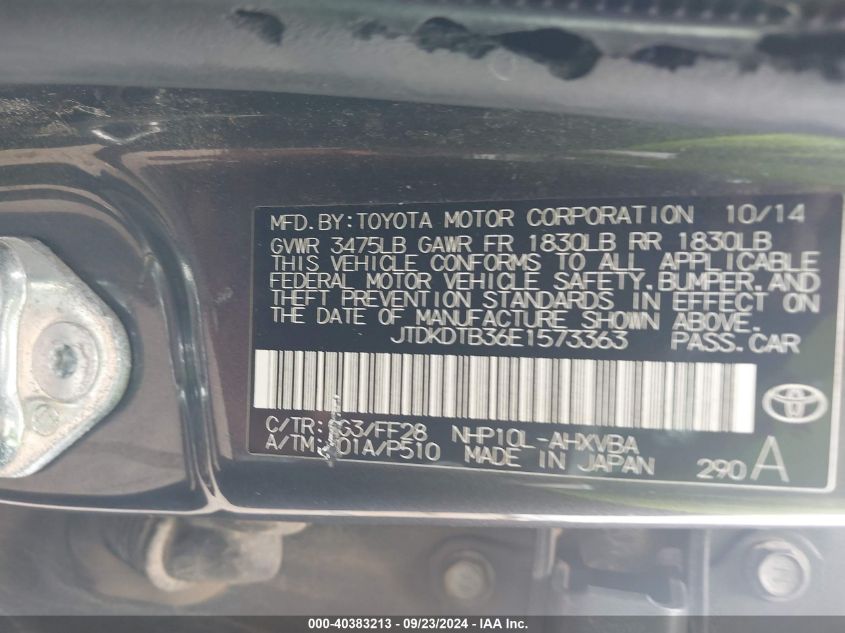 MFD.BY:TOYOTA MOTOR CORPORATION 10/14
GVWR 3475LB GAWR FR 1830LB RR 1830LB
THIS VEHICLE CONFORMS TO ALL APPLICABLE
FEDERAL MOTOR VEHICLE SAFETY,BUMPER,AND
THEFT PREVENTION STANDARDS IN EFFECT ON
THE DATE OF MANUFACTURE SHOWN ABOVE.
JTDKDTB36E1573363 PASS.CAR
C/TR: /FF28 NHP10L-AHXVBA
A/TM: 01A/P510 MADE IN JAPAN 290 A
000-40383213 - 09/23/2024 - IAA Inc.